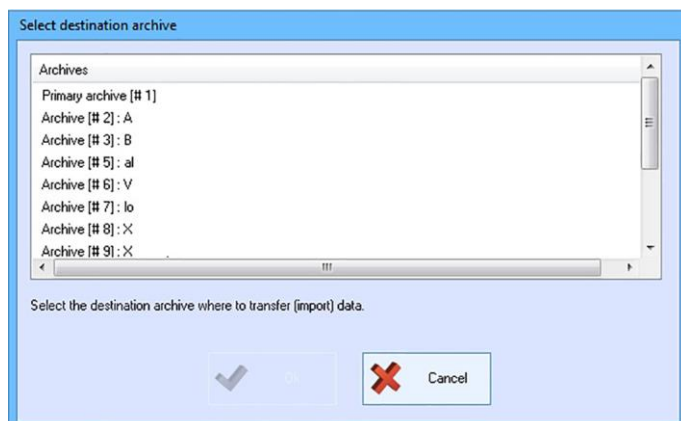 Select destination archive
Archives
Primary archive [# 1]
Archive [# 2] : A
Archive [# 3] : B
Archive [# 5] : al
Archive [# 6] : V
Archive [# 7] : lo
Archive [# 8] : X
Archive [# 9] : X
Select the destination archive where to transfer (import) data.
Cancel